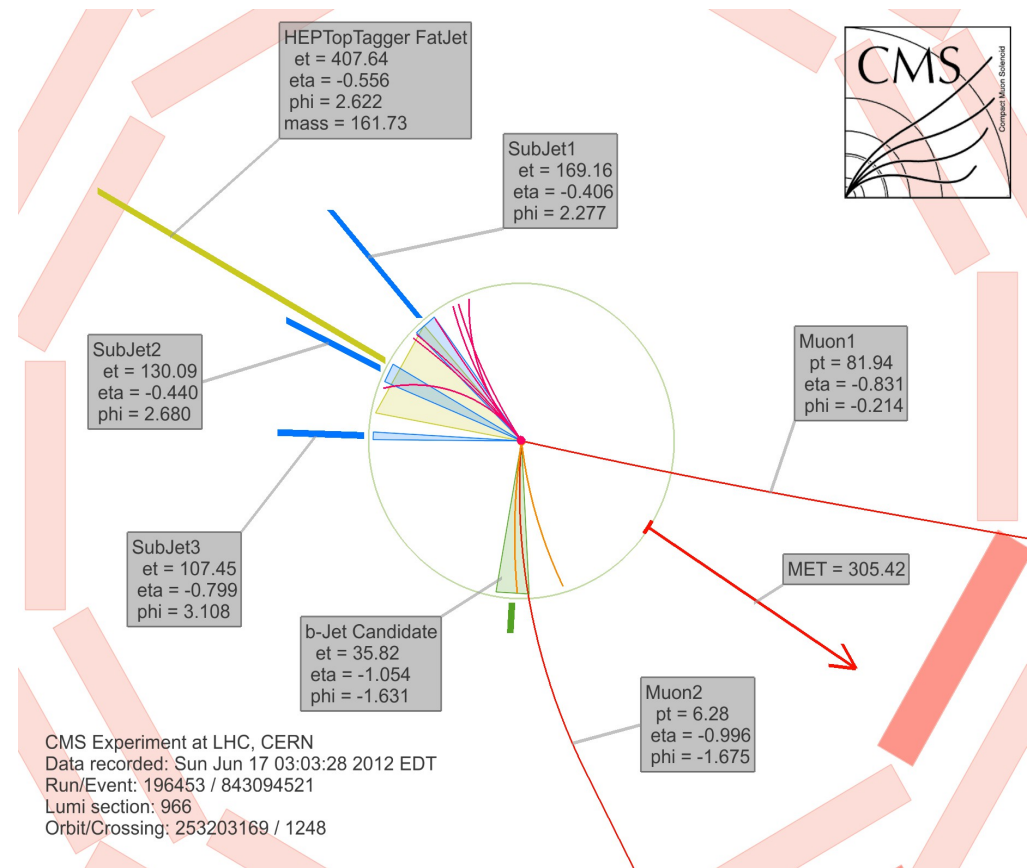 HEPTopTagger FatJet
et = 407.64
eta = -0.556
phi = 2.622
mass = 161.73
CMS
Compact Muon Solenoid
SubJet1
et = 169.16
eta = -0.406
phi = 2.277
SubJet2
et = 130.09
eta = -0.440
phi = 2.680
Muon1
pt = 81.94
eta = -0.831
phi = -0.214
SubJet3
et = 107.45
eta = -0.799
phi = 3.108
MET = 305.42
b-Jet Candidate
et = 35.82
eta = -1.054
phi = -1.631
Muon2
pt = 6.28
eta = -0.996
phi = -1.675
CMS Experiment at LHC, CERN
Data recorded: Sun Jun 17 03:03:28 2012 EDT
Run/Event: 196453 / 843094521
Lumi section: 966
Orbit/Crossing: 253203169 / 1248